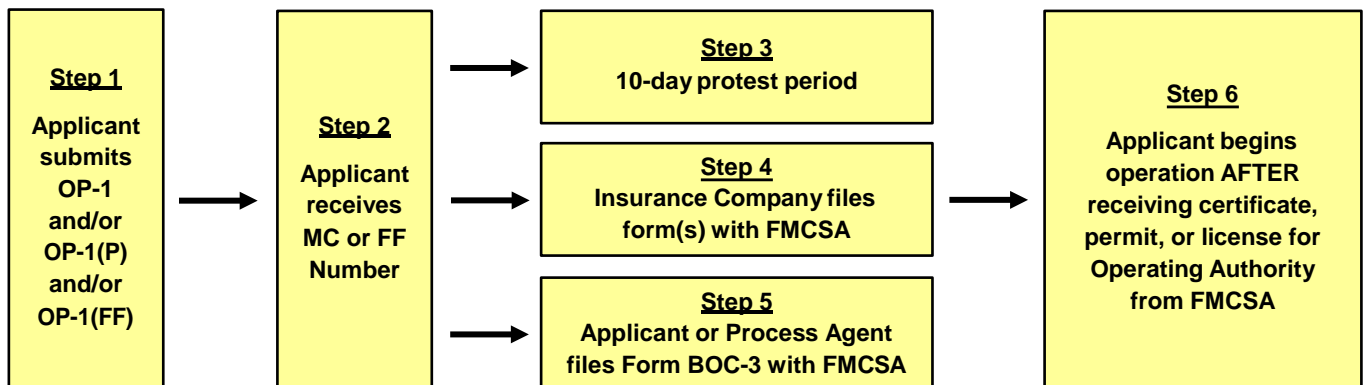 Step 1
Applicant
submits
OP-1
and/or
OP-1(P)
and/or
OP-1(FF)
Step 2
Applicant
receives
MC or FF
Number
Step 3
10-day protest period
Step 4
Insurance Company files
form(s) with FMCSA
Step 5
Applicant or Process Agent
files Form BOC-3 with FMCSA
Step 6
Applicant begins
operation AFTER
receiving certificate,
permit, or license for
Operating Authority
from FMCSA